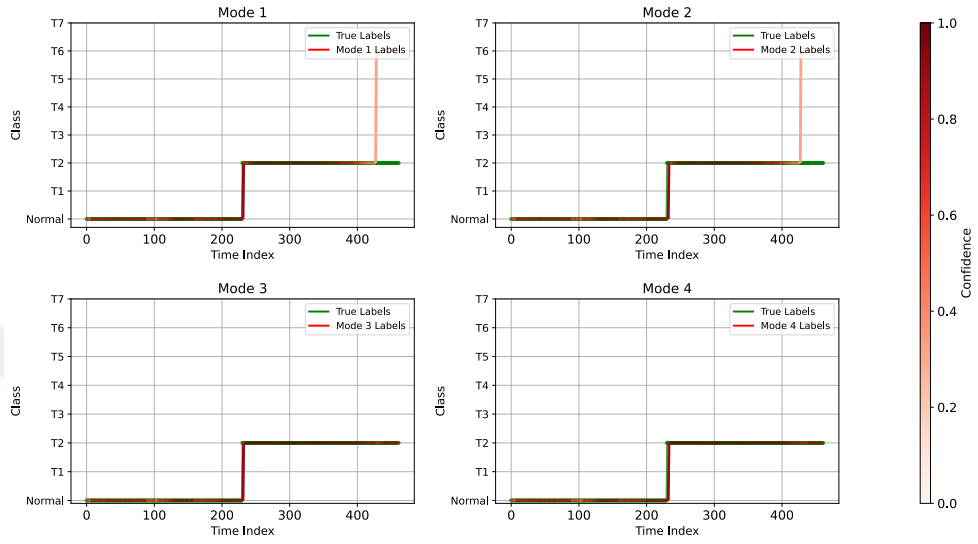 Mode 1
T7
T6
T5
T4
T3
T2
T1
Normal
Class
True Labels
Mode 1 Labels
0 100 200 300 400
Time Index
Mode 2
T7
T6
T5
T4
T3
T2
T1
Normal
Class
True Labels
Mode 2 Labels
0 100 200 300 400
Time Index
Mode 3
T7
T6
T5
T4
T3
T2
T1
Normal
Class
True Labels
Mode 3 Labels
0 100 200 300 400
Time Index
Mode 4
T7
T6
T5
T4
T3
T2
T1
Normal
Class
True Labels
Mode 4 Labels
0 100 200 300 400
Time Index
1.0
0.8
0.6
0.4
0.2
0.0
Confidence